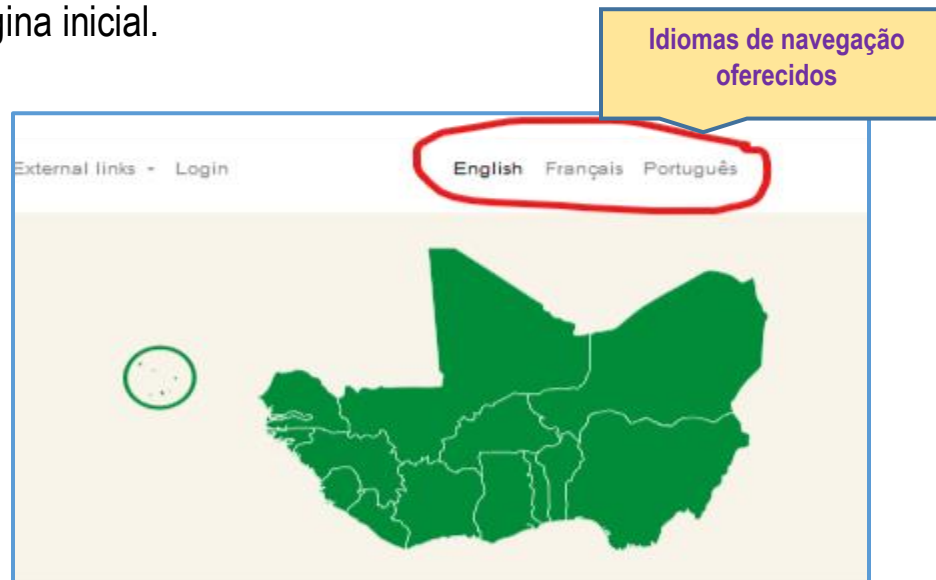 gina inicial.
Idiomas de navegação
oferecidos
External links - Login
English Français Português